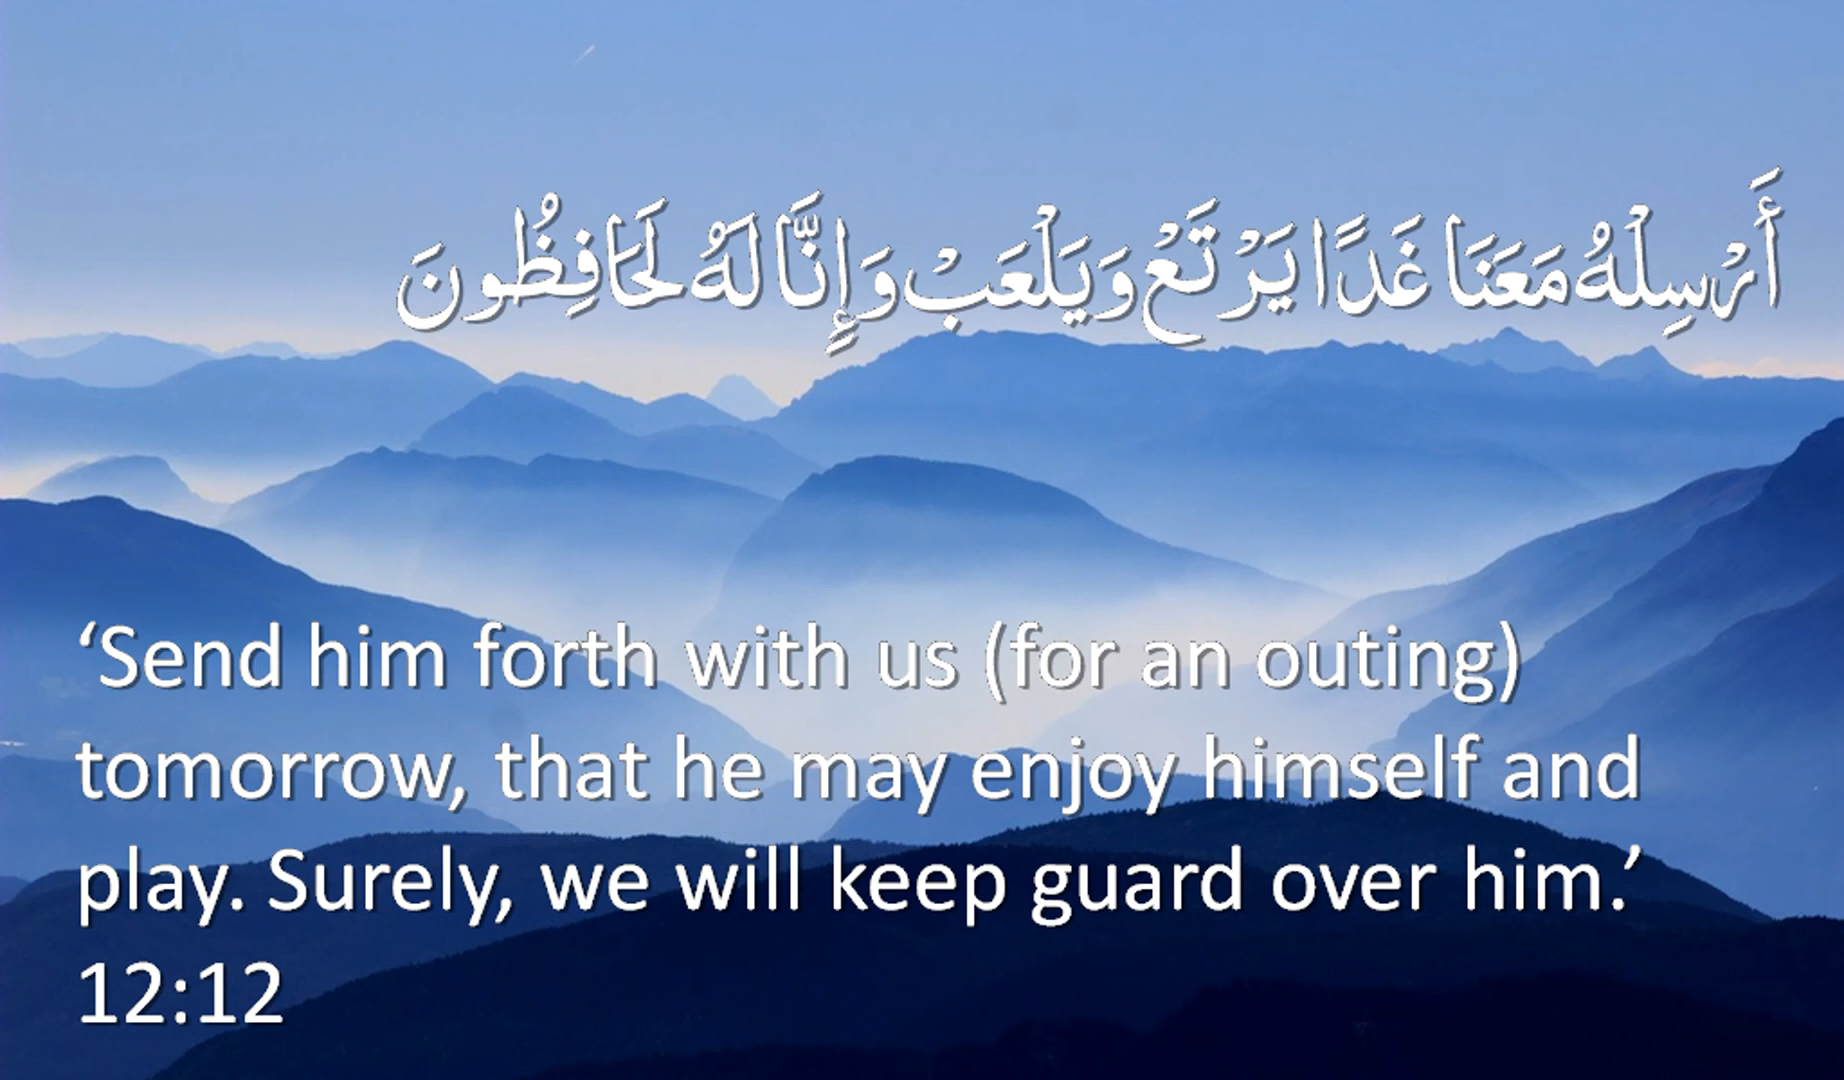 أَرْسِلْهُ مَعَنَا غَدًا يَرْتَعْ وَيَلْعَبْ وَإِنَّا لَهُ لَحَافِظُونَ
‘Send him forth with us (for an outing)
tomorrow, that he may enjoy himself and
play. Surely, we will keep guard over him.’
12:12